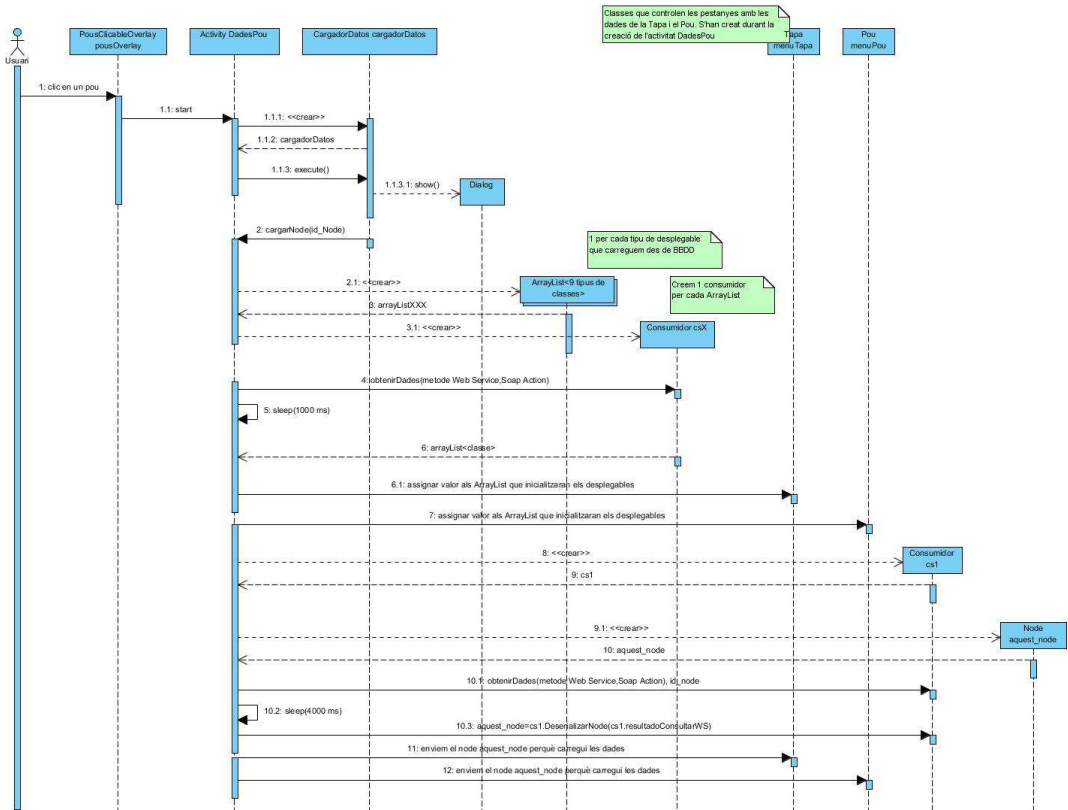 Classes que controlen les pestanyes amb les
dades de la Tapa i el Pou. S'han creat durant la
creació de l'activitat DadesPou
Usuari
PousClicableOverlay
pousOverlay
Activity DadesPou
CargadorDatos cargadorDatos
Tapa
menuTapa
Pou
menuPou
1: clic en un pou
1.1: start
1.1.1: <<crear>>
1.1.2: cargadorDatos
1.1.3: execute()
1.1.3.1: show()
Dialog
2: cargarNode(id_Node)
1 per cada tipu de desplegable
que carreguem des de BBDD
2.1: <<crear>>
ArrayList<9 tipus de
classes>
Creem 1 consumidor
per cada ArrayList
3: arrayListXXX
3.1: <<crear>>
Consumidor csX
4:obtenirDades(metode Web Service,Soap Action)
5: sleep(1000 ms)
6: arrayList<classe>
6.1: assignar valor als ArrayList que inicialitzaran els desplegables
7: assignar valor als ArrayList que inicialitzaran els desplegables
8: <<crear>>
Consumidor
cs1
9: cs1
9.1: <<crear>>
Node
aquest_node
10: aquest_node
10.1: obtenirDades(metode Web Service,Soap Action), id_node
10.2: sleep(4000 ms)
10.3: aquest_node=cs1.DeserializarNode(cs1.resultadoConsultarWS)
11: enviem el node aquest_node perquè carregui les dades
12: enviem el node aquest_node perquè carregui les dades